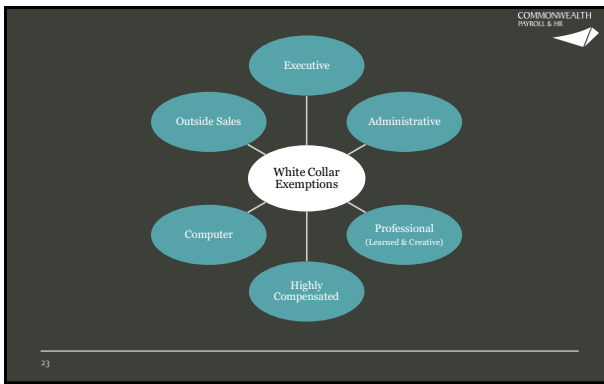 COMMONWEALTH
PAYROLL & HR
Executive
Outside Sales
Administrative
White Collar
Exemptions
Computer
Professional
(Learned & Creative)
Highly
Compensated
23